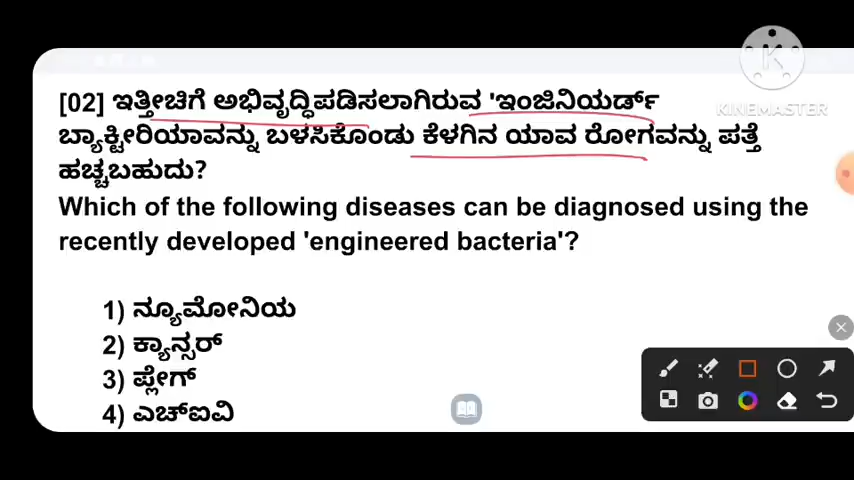 KINEMASTER
[02] ಇತ್ತೀಚಿಗೆ ಅಭಿವೃದ್ಧಿಪಡಿಸಲಾಗಿರುವ 'ಇಂಜಿನಿಯರ್ಡ್
ಬ್ಯಾಕ್ಟೀರಿಯಾವನ್ನು ಬಳಸಿಕೊಂಡು ಕೆಳಗಿನ ಯಾವ ರೋಗವನ್ನು ಪತ್ತೆ
ಹಚ್ಚಬಹುದು?
Which of the following diseases can be diagnosed using the
recently developed 'engineered bacteria'?
1) ನ್ಯೂಮೋನಿಯ
2) ಕ್ಯಾನ್ಸರ್
3) ಪ್ಲೇಗ್
4) ಎಚ್ಐವಿ